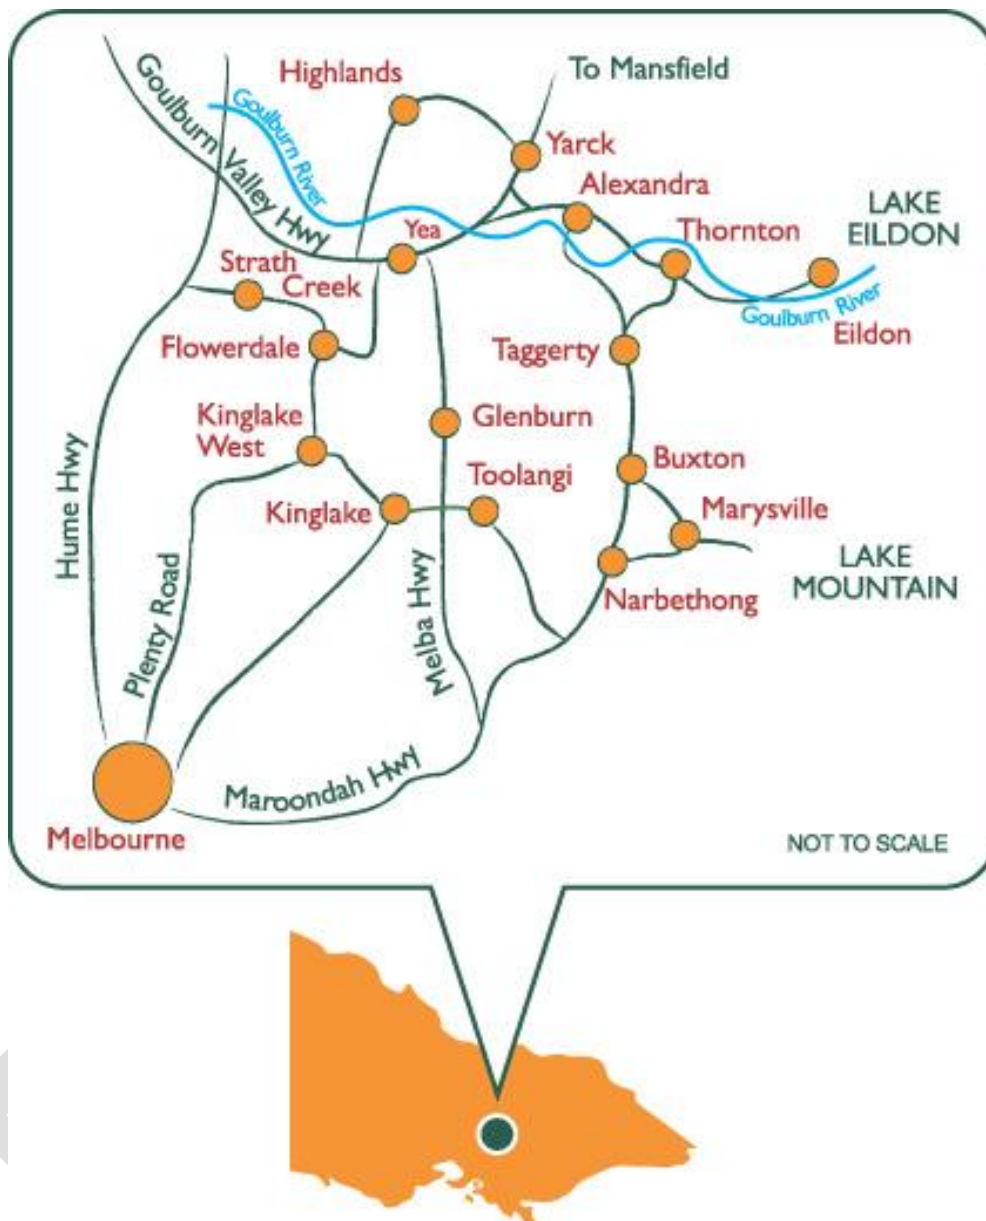 Highlands
To Mansfield
Goulburn Valley Hwy
Goulburn River
Yarck
Alexandra
LAKE
EILDON
Yea
Thornton
Strath
Creek
Goulburn River
Eildon
Flowerdale
Taggerty
Kinglake
West
Glenburn
Hume Hwy
Buxton
Toolangi
Kinglake
Marysville
LAKE
MOUNTAIN
Plenty Road
Melba Hwy
Narbethong
Maroondah Hwy
Melbourne
NOT TO SCALE